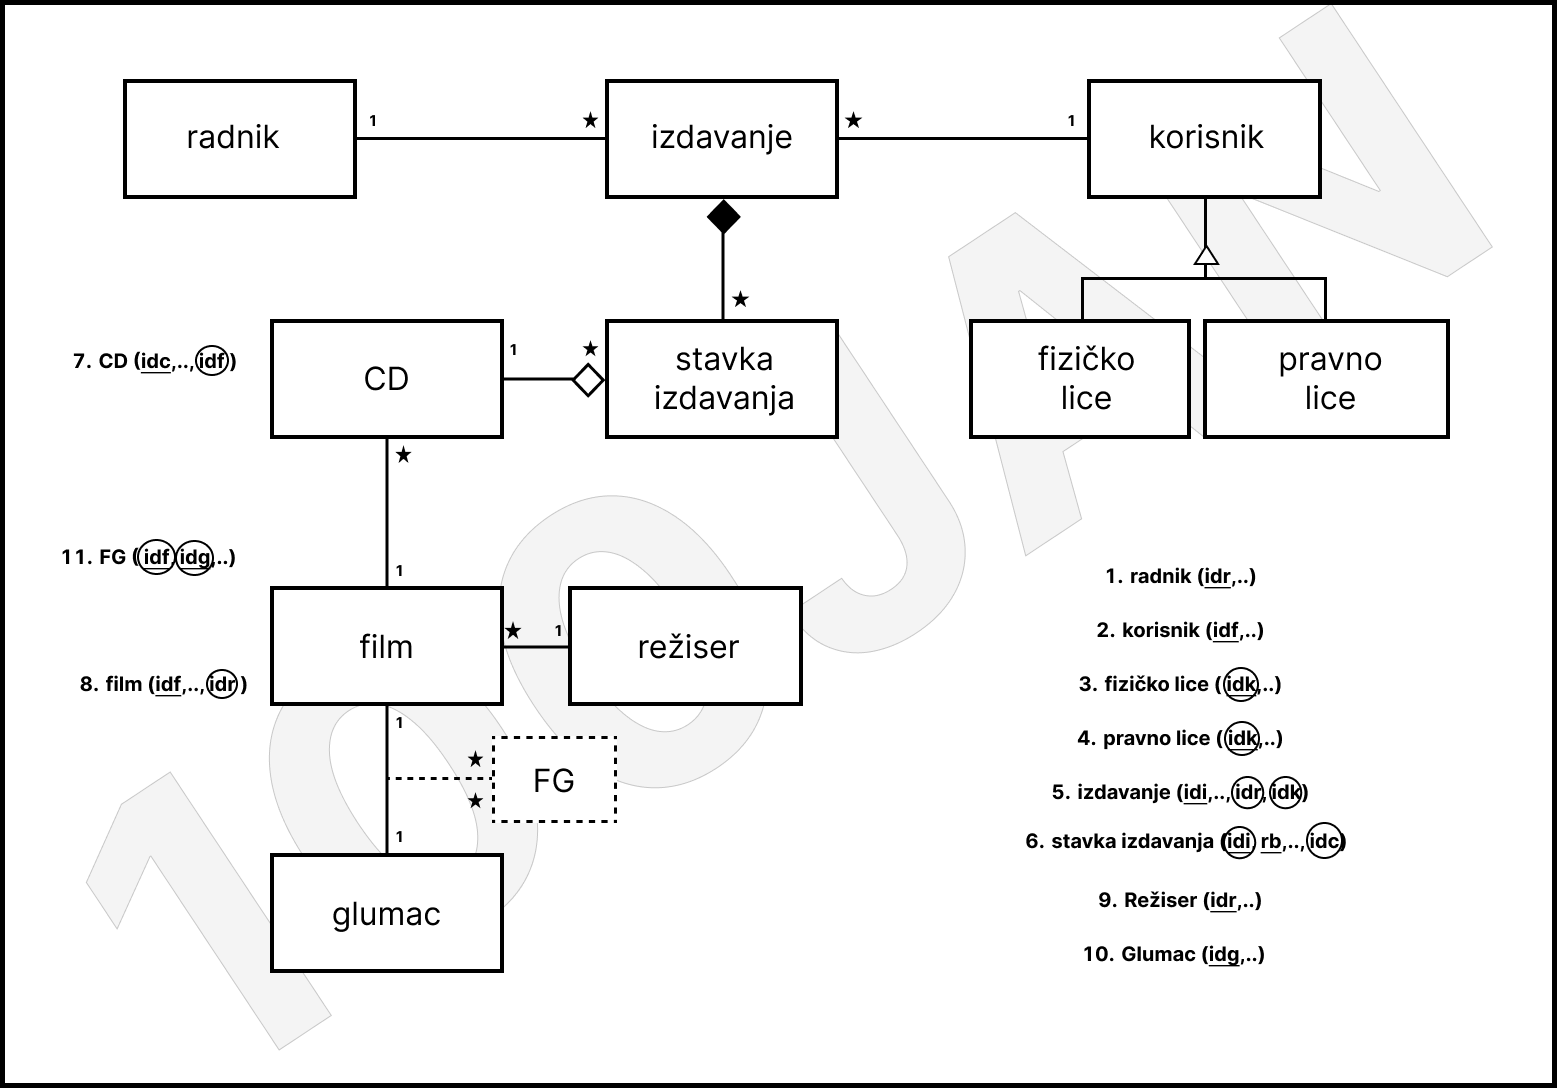 radnik
1
★
izdavanje
★
1
korisnik
★
7. CD (idc,..,idf)
CD
1
★
stavka
izdavanja
fizičko
lice
pravno
lice
★
11. FG (idf,idg,..)
1
1. radnik (idr,..)
film
★
1
režiser
2. korisnik (idf,..)
8. film (idf,..,idr)
3. fizičko lice (idk,..)
1
4. pravno lice (idk,..)
★
FG
★
5. izdavanje (idi,..,idr,idk)
1
6. stavka izdavanja (idi, rb,..,idc)
glumac
9. Režiser (idr,..)
10. Glumac (idg,..)